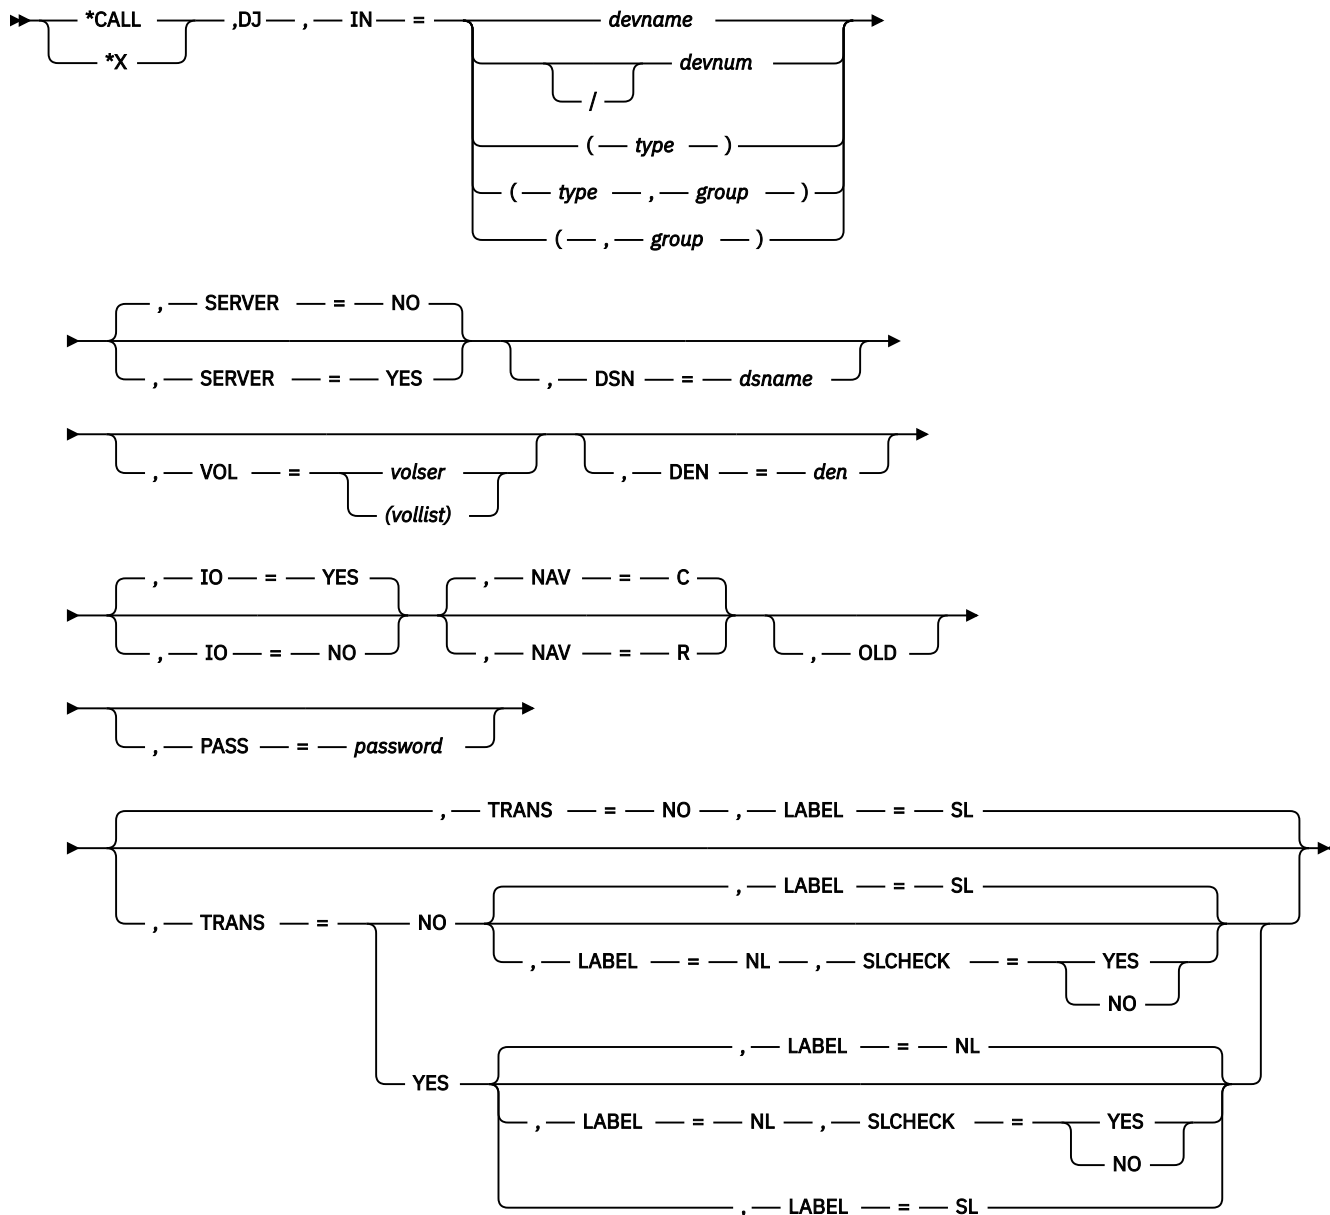 *CALL ,DJ , IN = devname
*X
devnum
/
( type )
( type , group )
( , group )
, SERVER = NO
, SERVER = YES
, DSN = dsname
, VOL = volser
(vollist)
, DEN = den
, IO = YES
, NAV = C
, IO = NO
, NAV = R
, OLD
, PASS = password
, TRANS = NO , LABEL = SL
, LABEL = SL
, TRANS = NO
, LABEL = NL , SLCHECK = YES
NO
, LABEL = NL
YES
, LABEL = NL , SLCHECK = YES
NO
, LABEL = SL